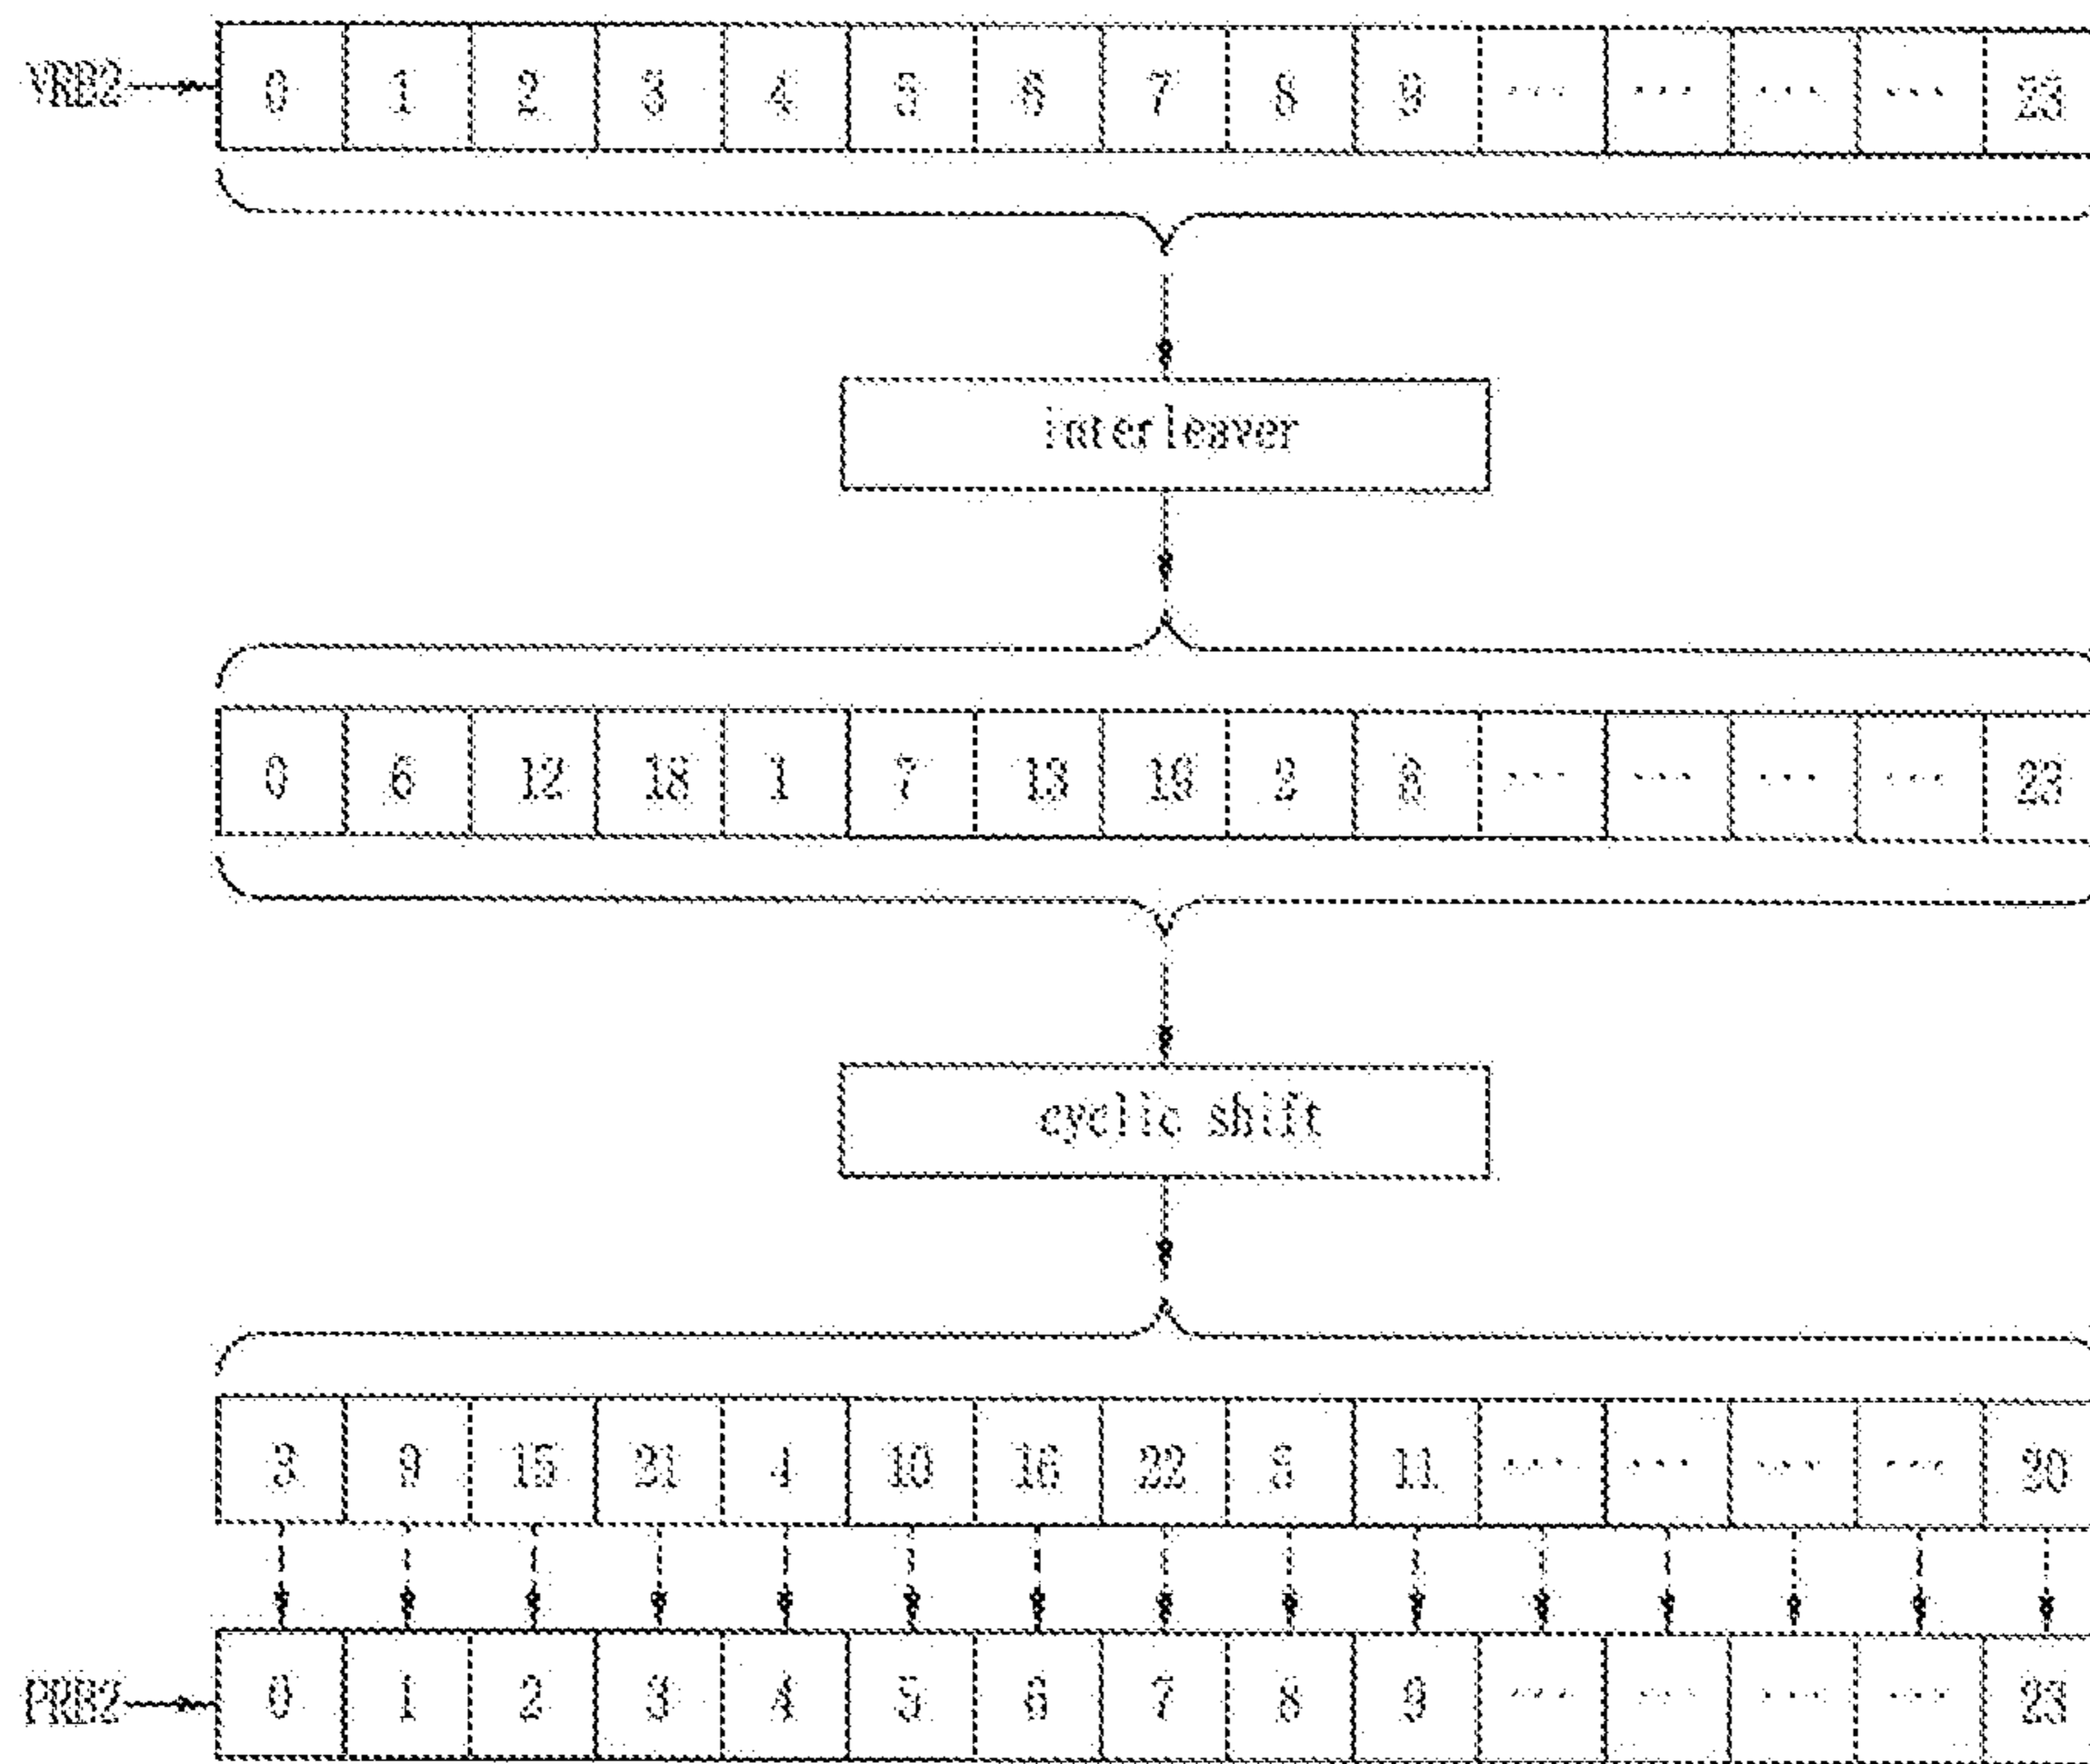 VRB2 0 1 2 3 4 5 6 7 8 9 ... ... ... ... 23
interleaver
0 6 12 18 1 7 13 19 2 8 ... ... ... ... 23
cyclic shift
3 9 15 21 4 10 16 22 5 11 ... ... ... ... 20
PRB2 0 1 2 3 4 5 6 7 8 9 ... ... ... ... 23